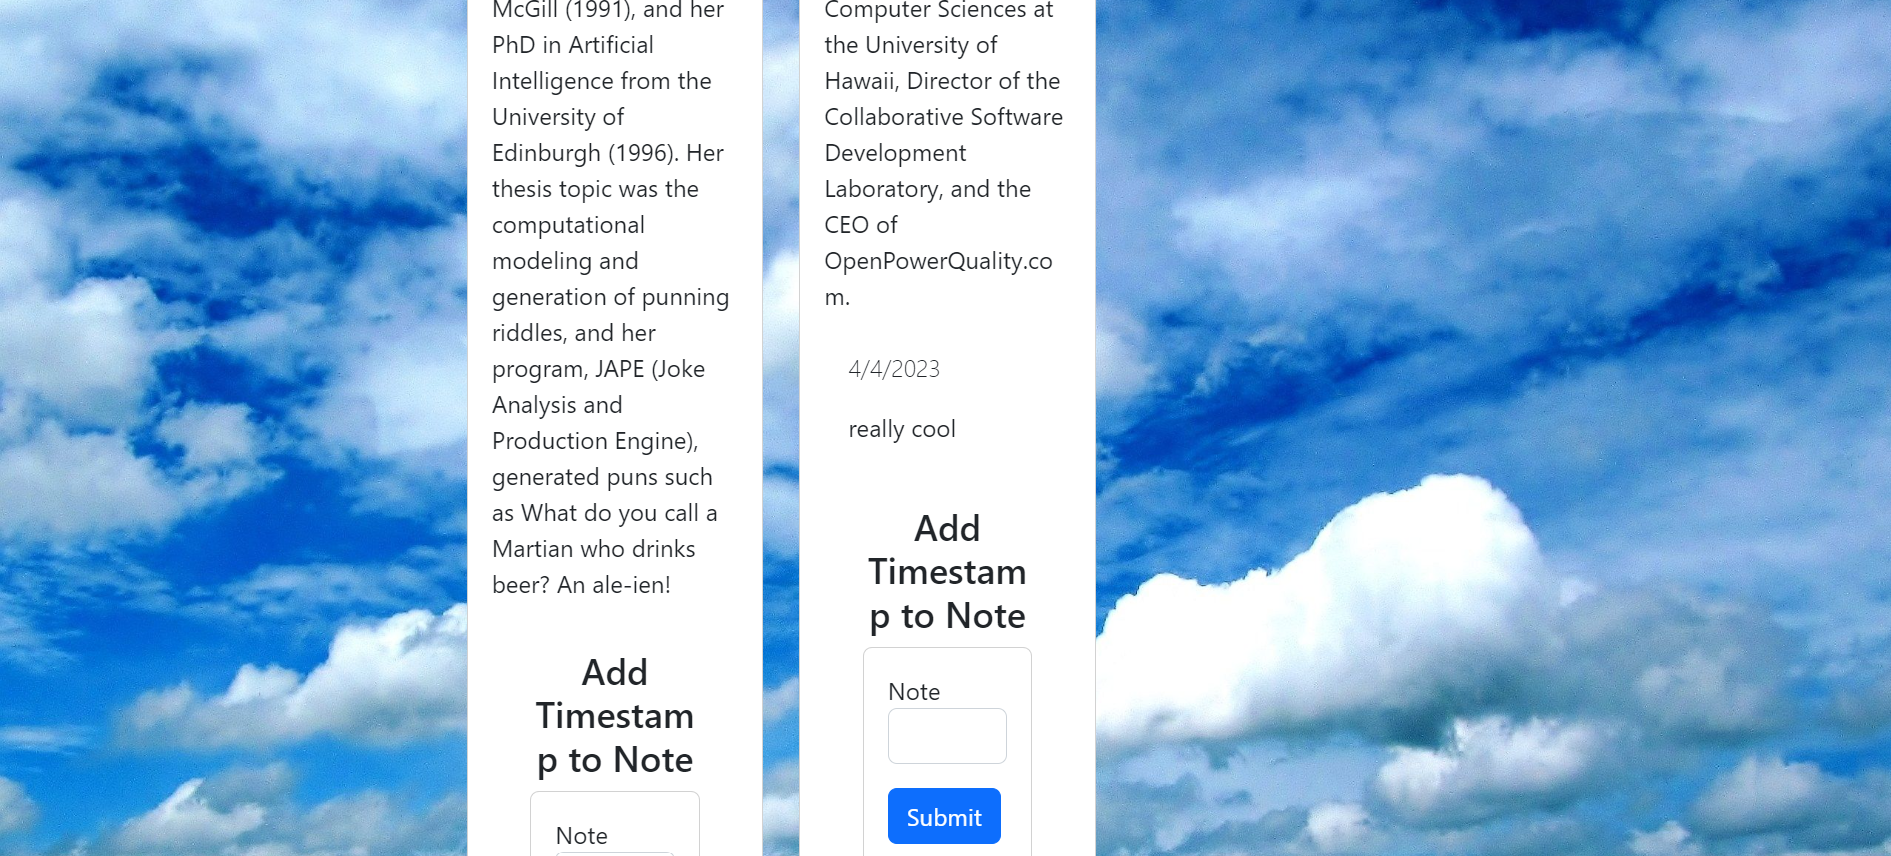 McGill (1991), and her
PhD in Artificial
Intelligence from the
University of
Edinburgh (1996). Her
thesis topic was the
computational
modeling and
generation of punning
riddles, and her
program, JAPE (Joke
Analysis and
Production Engine),
generated puns such
as What do you call a
Martian who drinks
beer? An ale-ien!
Add
Timestam
p to Note
Note
Computer Sciences at
the University of
Hawaii, Director of the
Collaborative Software
Development
Laboratory, and the
CEO of
OpenPowerQuality.co
m.
4/4/2023
really cool
Add
Timestam
p to Note
Note
Submit